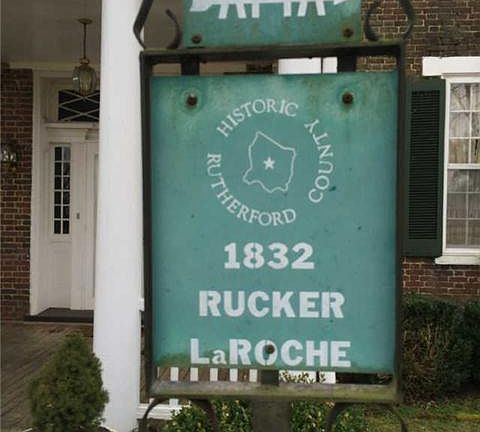 HISTORIC
RUTHERFORD
COUNTY
1832
RUCKER
LaROCHE